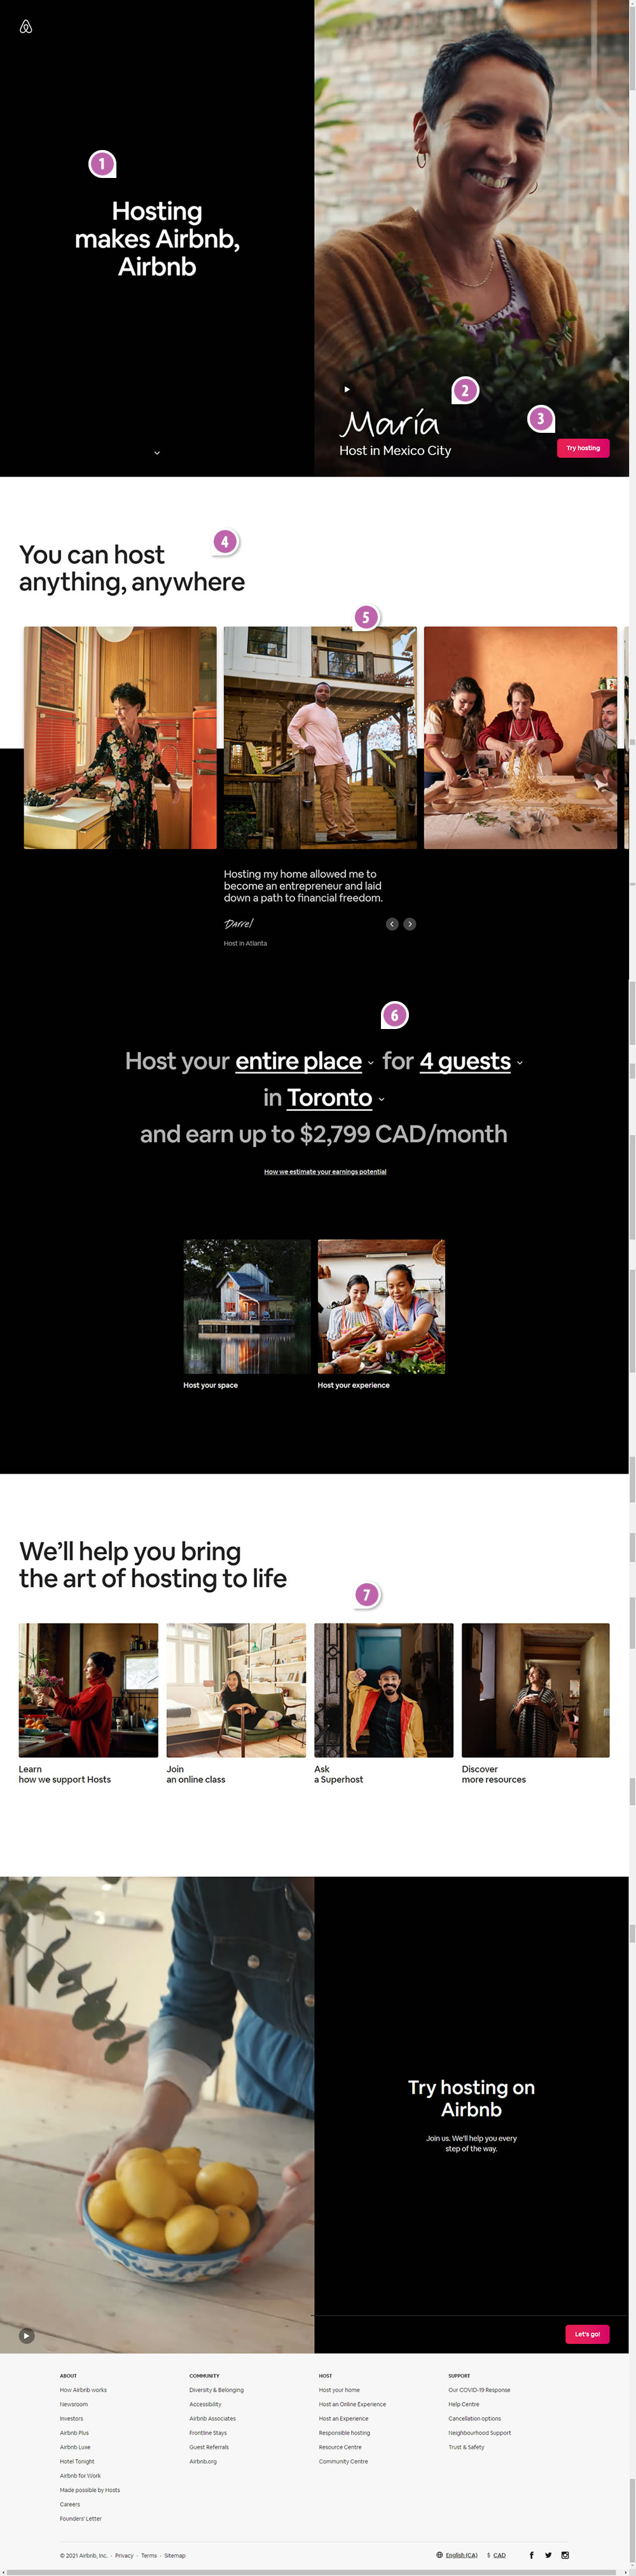 1
Hosting
makes Airbnb,
Airbnb
2
3
María
Host in Mexico City
Try hosting
4
You can host
anything, anywhere
5
Hosting my home allowed me to
become an entrepreneur and laid
down a path to financial freedom.
Darrel
Host in Atlanta
6
Host your entire place for 4 guests
in Toronto
and earn up to $2,799 CAD/month
How we estimate your earnings potential
Host your space
Host your experience
We'll help you bring
the art of hosting to life
7
Learn
how we support Hosts
Join
an online class
Ask
a Superhost
Discover
more resources
Try hosting on
Airbnb
Join us. We'll help you every
step of the way.
Let's go!
ABOUT
How Airbnb works
Newsroom
Investors
Airbnb Plus
Airbnb Luxe
Hotel Tonight
Airbnb for Work
Made possible by Hosts
Careers
Founders' Letter
COMMUNITY
Diversity & Belonging
Accessibility
Airbnb Associates
Frontline Stays
Guest Referrals
Airbnb.org
HOST
Host your home
Host an Online Experience
Host an Experience
Responsible hosting
Resource Centre
Community Centre
SUPPORT
Our COVID-19 Response
Help Centre
Cancellation options
Neighbourhood Support
Trust & Safety
© 2021 Airbnb, Inc. · Privacy · Terms · Sitemap
English (CA) $ CAD